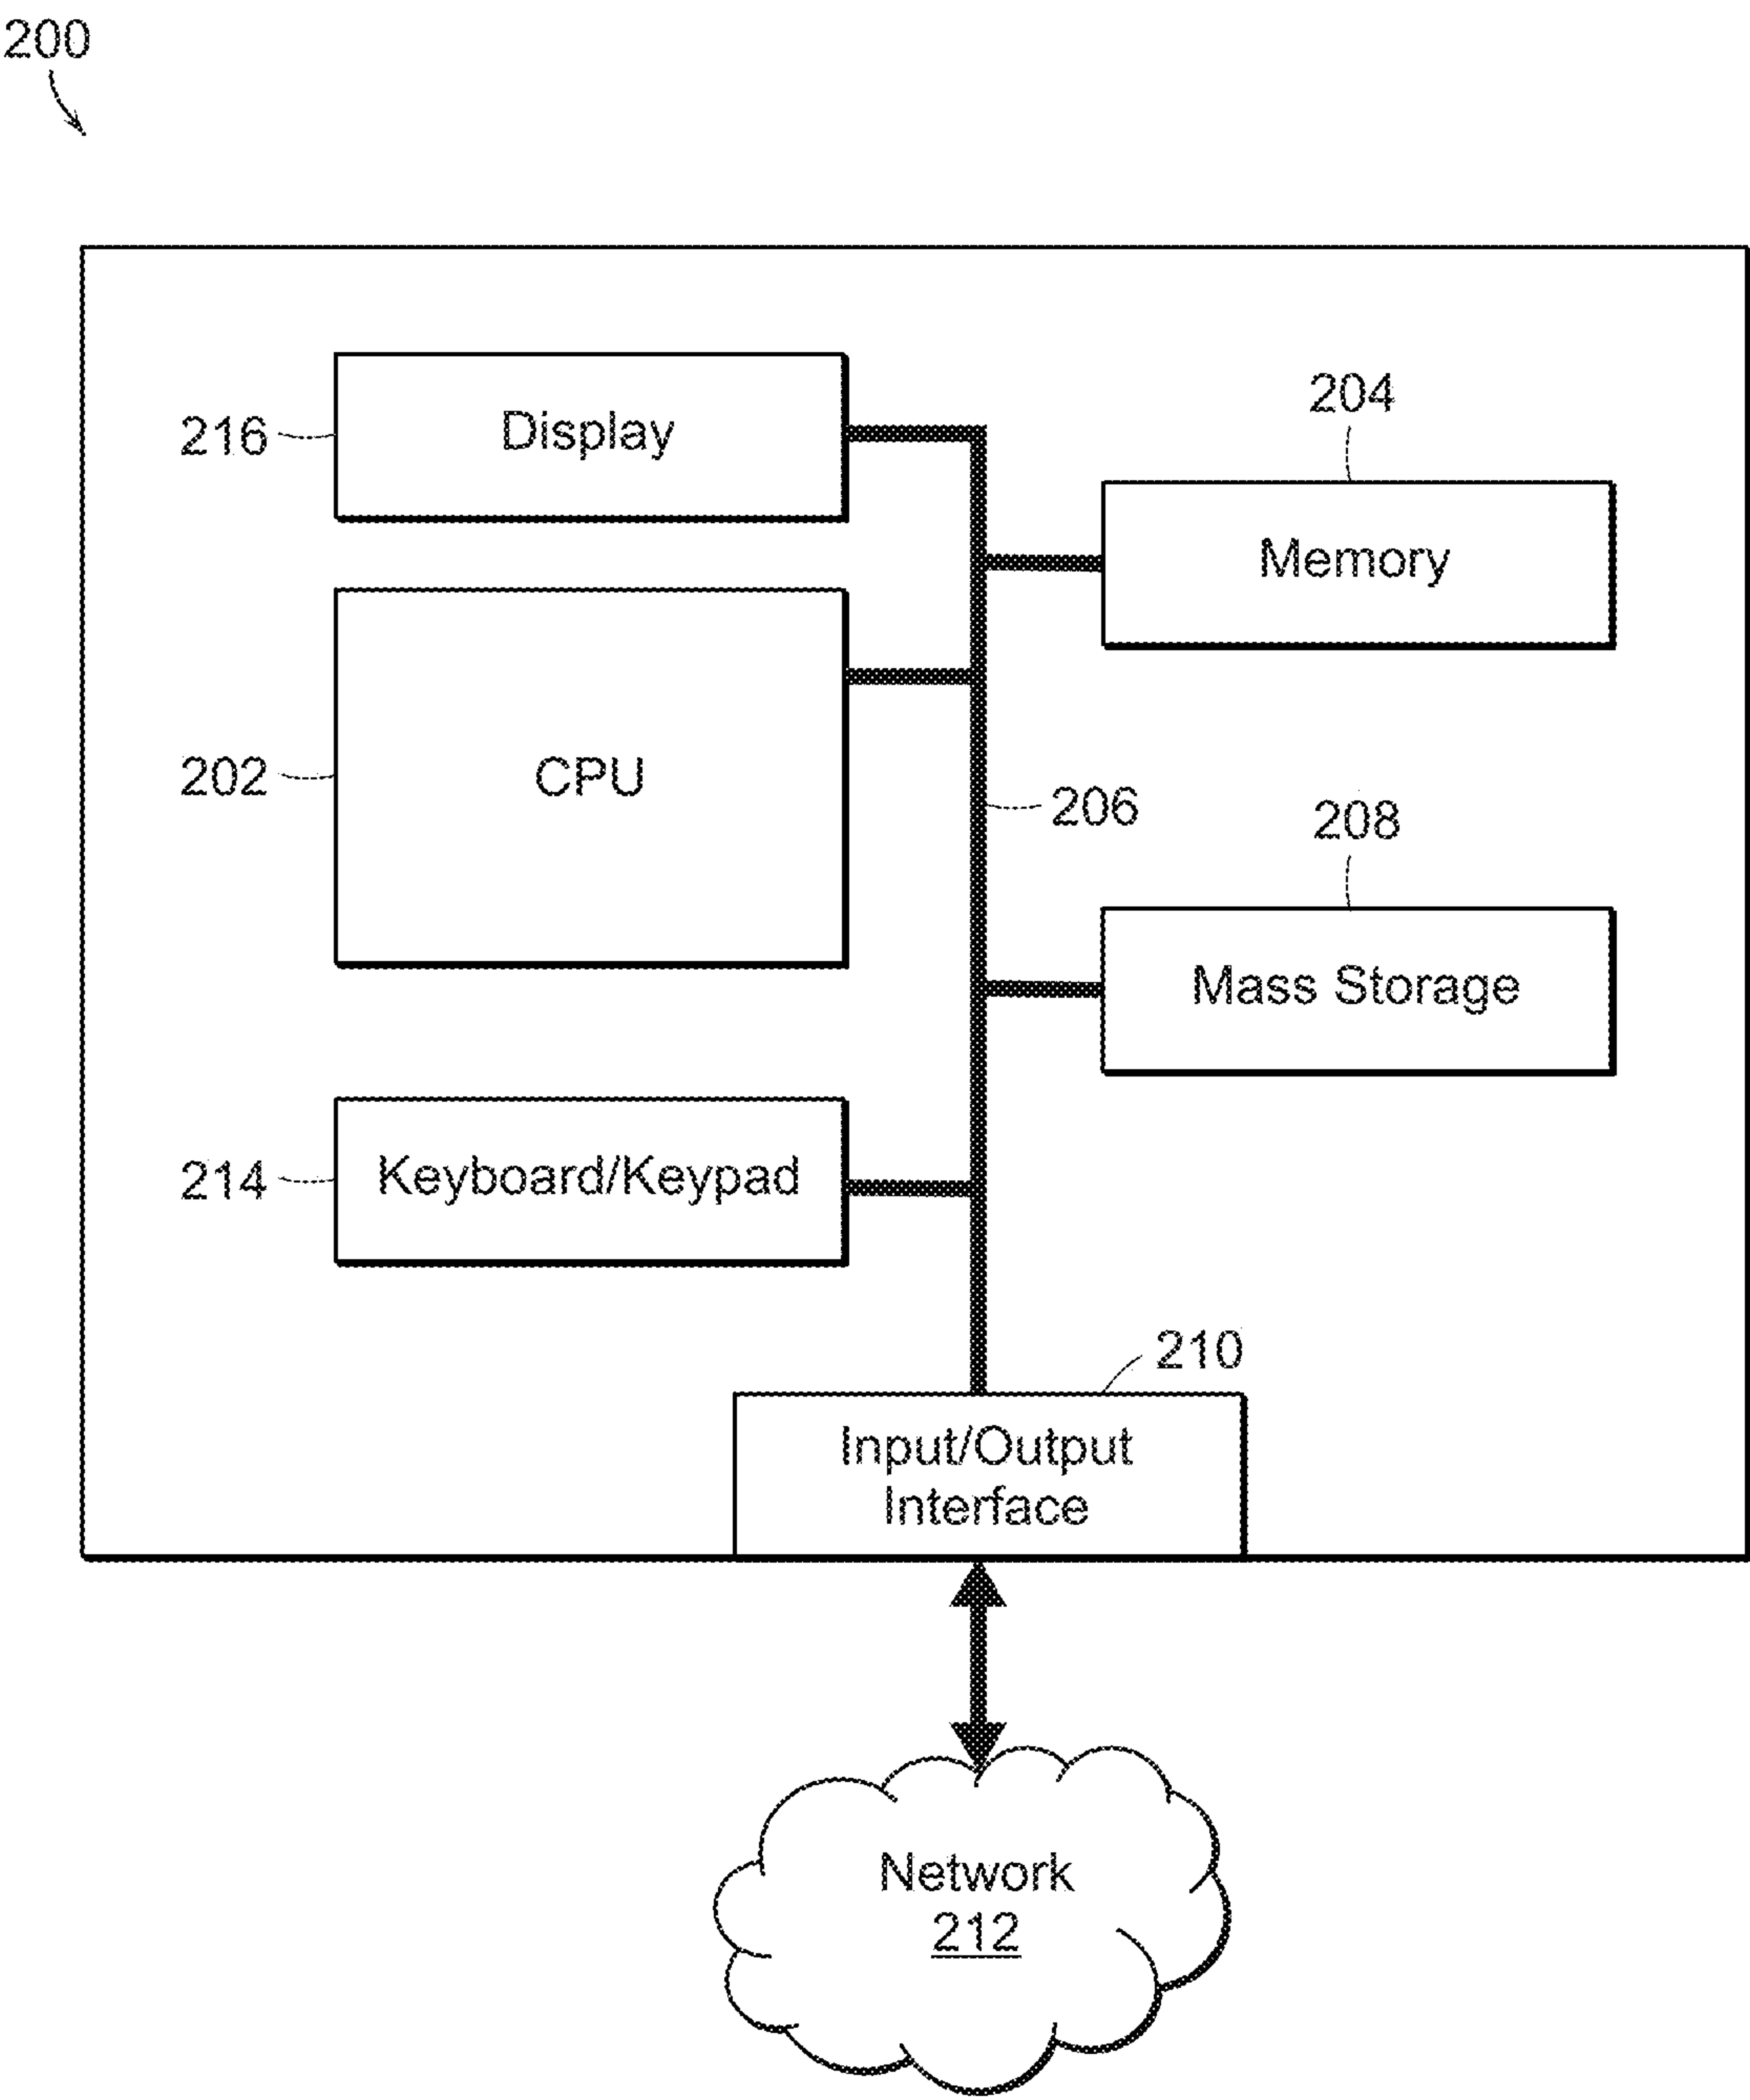 200
216
Display
204
Memory
202
CPU
206
208
Mass Storage
214
Keyboard/Keypad
210
Input/Output
Interface
Network
212